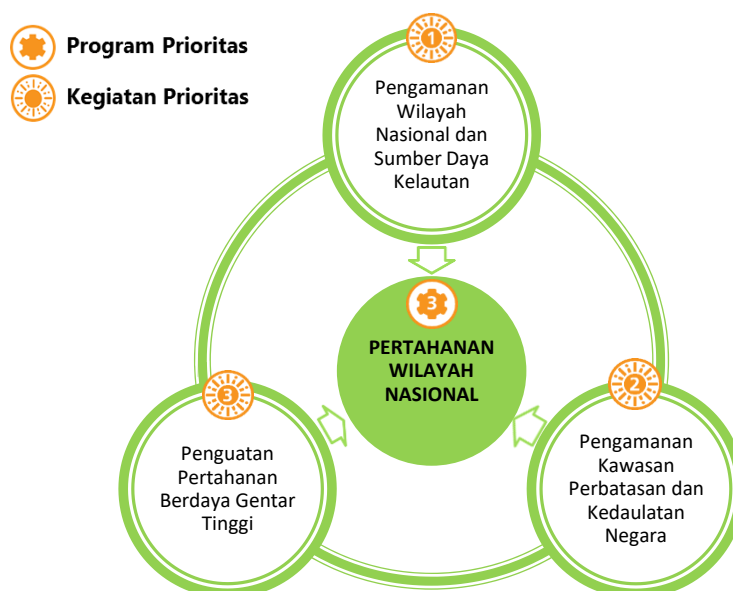 Program Prioritas
Kegiatan Prioritas
1
Pengamanan
Wilayah
Nasional dan
Sumber Daya
Kelautan
3
PERTAHANAN
WILAYAH
NASIONAL
3
Penguatan
Pertahanan
Berdaya Gentar
Tinggi
2
Pengamanan
Kawasan
Perbatasan dan
Kedaulatan
Negara